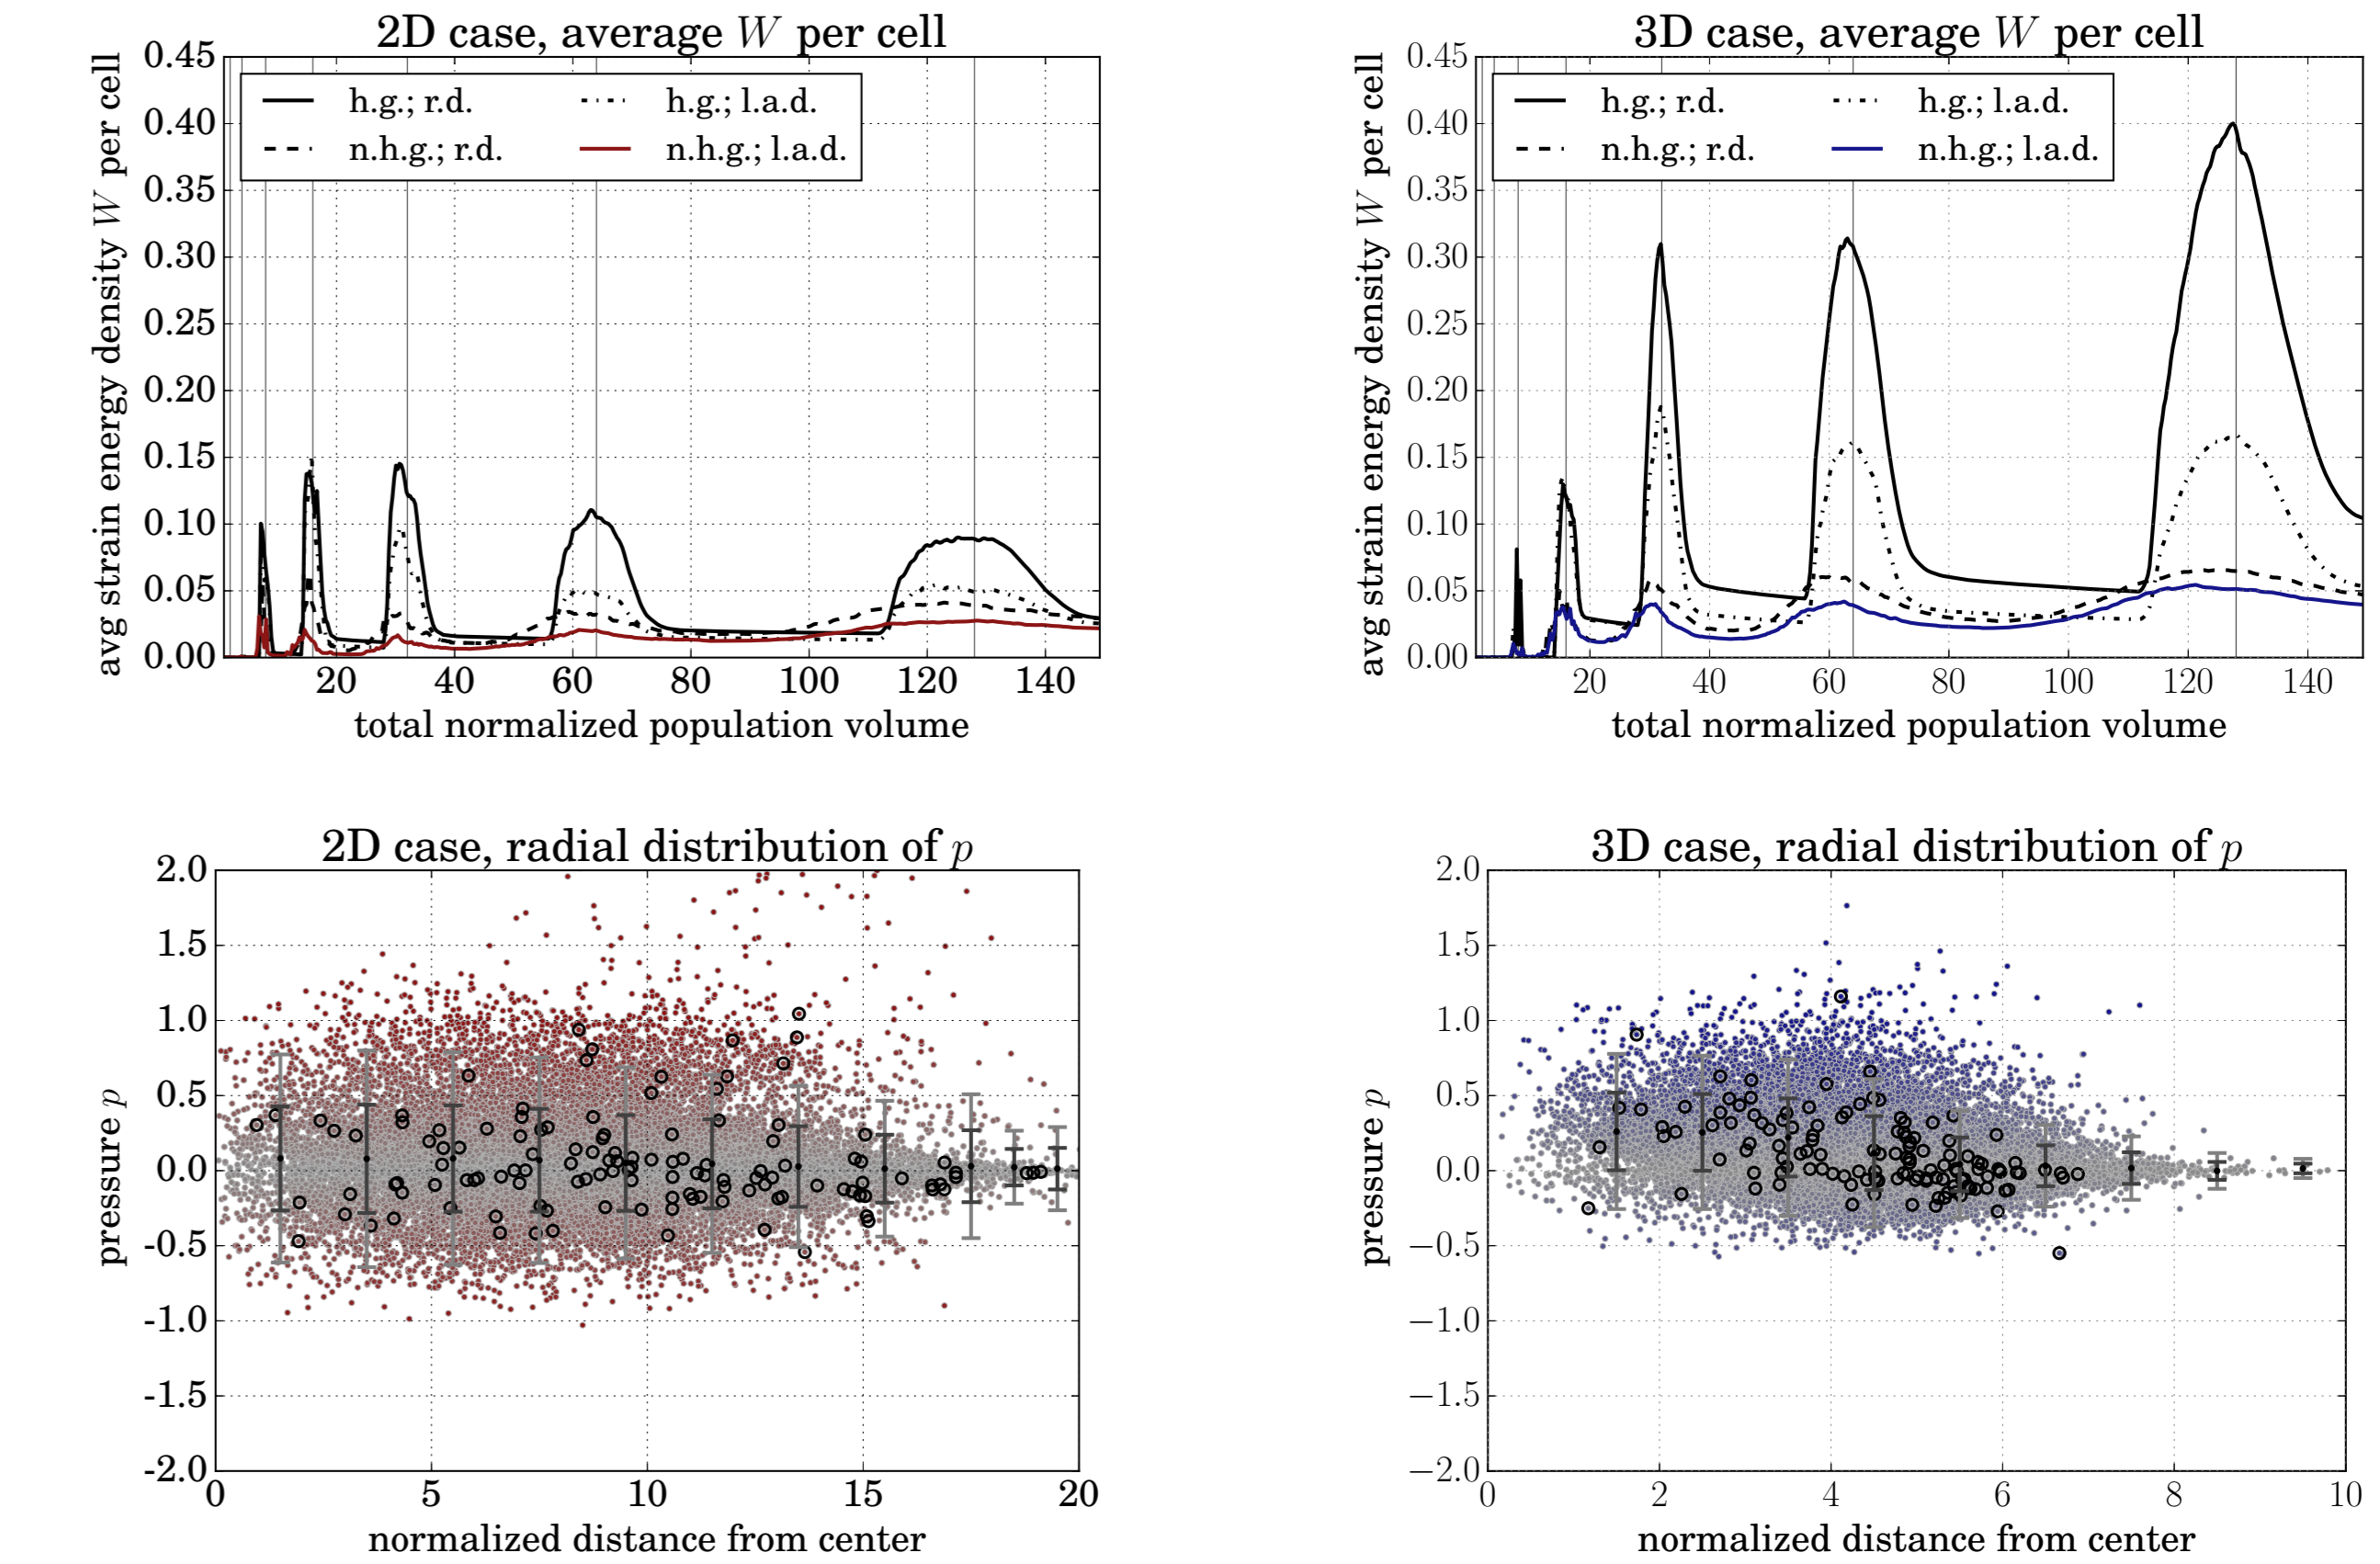 2D case, average W per cell
avg strain energy density W per cell
0.45
0.40
0.35
0.30
0.25
0.20
0.15
0.10
0.05
0.00
h.g.; r.d.
n.h.g.; r.d.
h.g.; l.a.d.
n.h.g.; l.a.d.
20 40 60 80 100 120 140
total normalized population volume
3D case, average W per cell
avg strain energy density W per cell
0.45
0.40
0.35
0.30
0.25
0.20
0.15
0.10
0.05
0.00
h.g.; r.d.
n.h.g.; r.d.
h.g.; l.a.d.
n.h.g.; l.a.d.
20 40 60 80 100 120 140
total normalized population volume
2D case, radial distribution of p
pressure p
2.0
1.5
1.0
0.5
0.0
-0.5
-1.0
-1.5
-2.0
0 5 10 15 20
normalized distance from center
3D case, radial distribution of p
pressure p
2.0
1.5
1.0
0.5
0.0
−0.5
−1.0
−1.5
−2.0
0 2 4 6 8 10
normalized distance from center